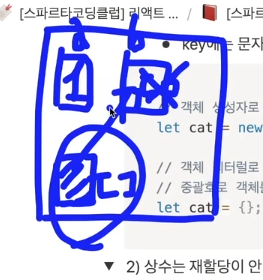 [스파르타코딩클럽] 리액트 ... / [스파르
key에는 문자
// 객체 생성자로
let cat = new
// 객체 리터럴로
// 중괄호로 객체를
let cat = {};
2) 상수는 재할당이 안